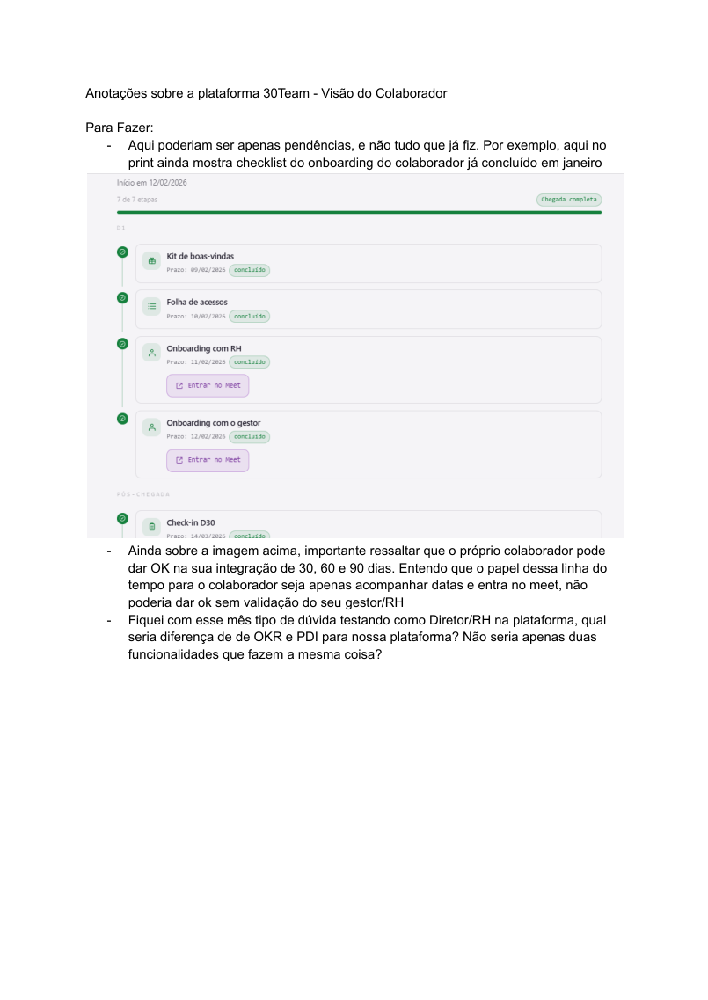 Anotações sobre a plataforma 30Team - Visão do Colaborador
Para Fazer:
- Aqui poderiam ser apenas pendências, e não tudo que já fiz. Por exemplo, aqui no
print ainda mostra checklist do onboarding do colaborador já concluído em janeiro
Início em 12/02/2026
7 de 7 etapas
Chegada completa
D1
Kit de boas-vindas
Prazo: 09/02/2026 concluído
Folha de acessos
Prazo: 10/02/2026 concluído
Onboarding com RH
Prazo: 11/02/2026 concluído
Entrar no Meet
Onboarding com o gestor
Prazo: 12/02/2026 concluído
Entrar no Meet
PÓS-CHEGADA
Check-in D30
Prazo: 14/03/2026 concluído
- Ainda sobre a imagem acima, importante ressaltar que o próprio colaborador pode
dar OK na sua integração de 30, 60 e 90 dias. Entendo que o papel dessa linha do
tempo para o colaborador seja apenas acompanhar datas e entra no meet, não
poderia dar ok sem validação do seu gestor/RH
- Fiquei com esse mês tipo de dúvida testando como Diretor/RH na plataforma, qual
seria diferença de de OKR e PDI para nossa plataforma? Não seria apenas duas
funcionalidades que fazem a mesma coisa?